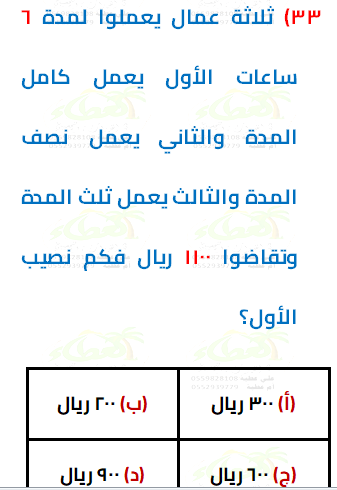 ٣٣) ثلاثة عمال يعملوا لمدة ٦
ساعات الأول يعمل كامل
المدة والثاني يعمل نصف
المدة والثالث يعمل ثلث المدة
وتقاضوا ١١٠٠ ريال فكم نصيب
الأول؟
(أ) ٣٠٠ ريال (ب) ٢٠٠ ريال
(ج) ٦٠٠ ريال (د) ٩٠٠ ريال